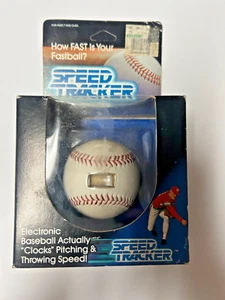 How FAST Is Your
Fastball?
SPEED
TRACKER
Electronic
Baseball Actually
"Clocks" Pitching &
Throwing Speed!
SPEED
TRACKER